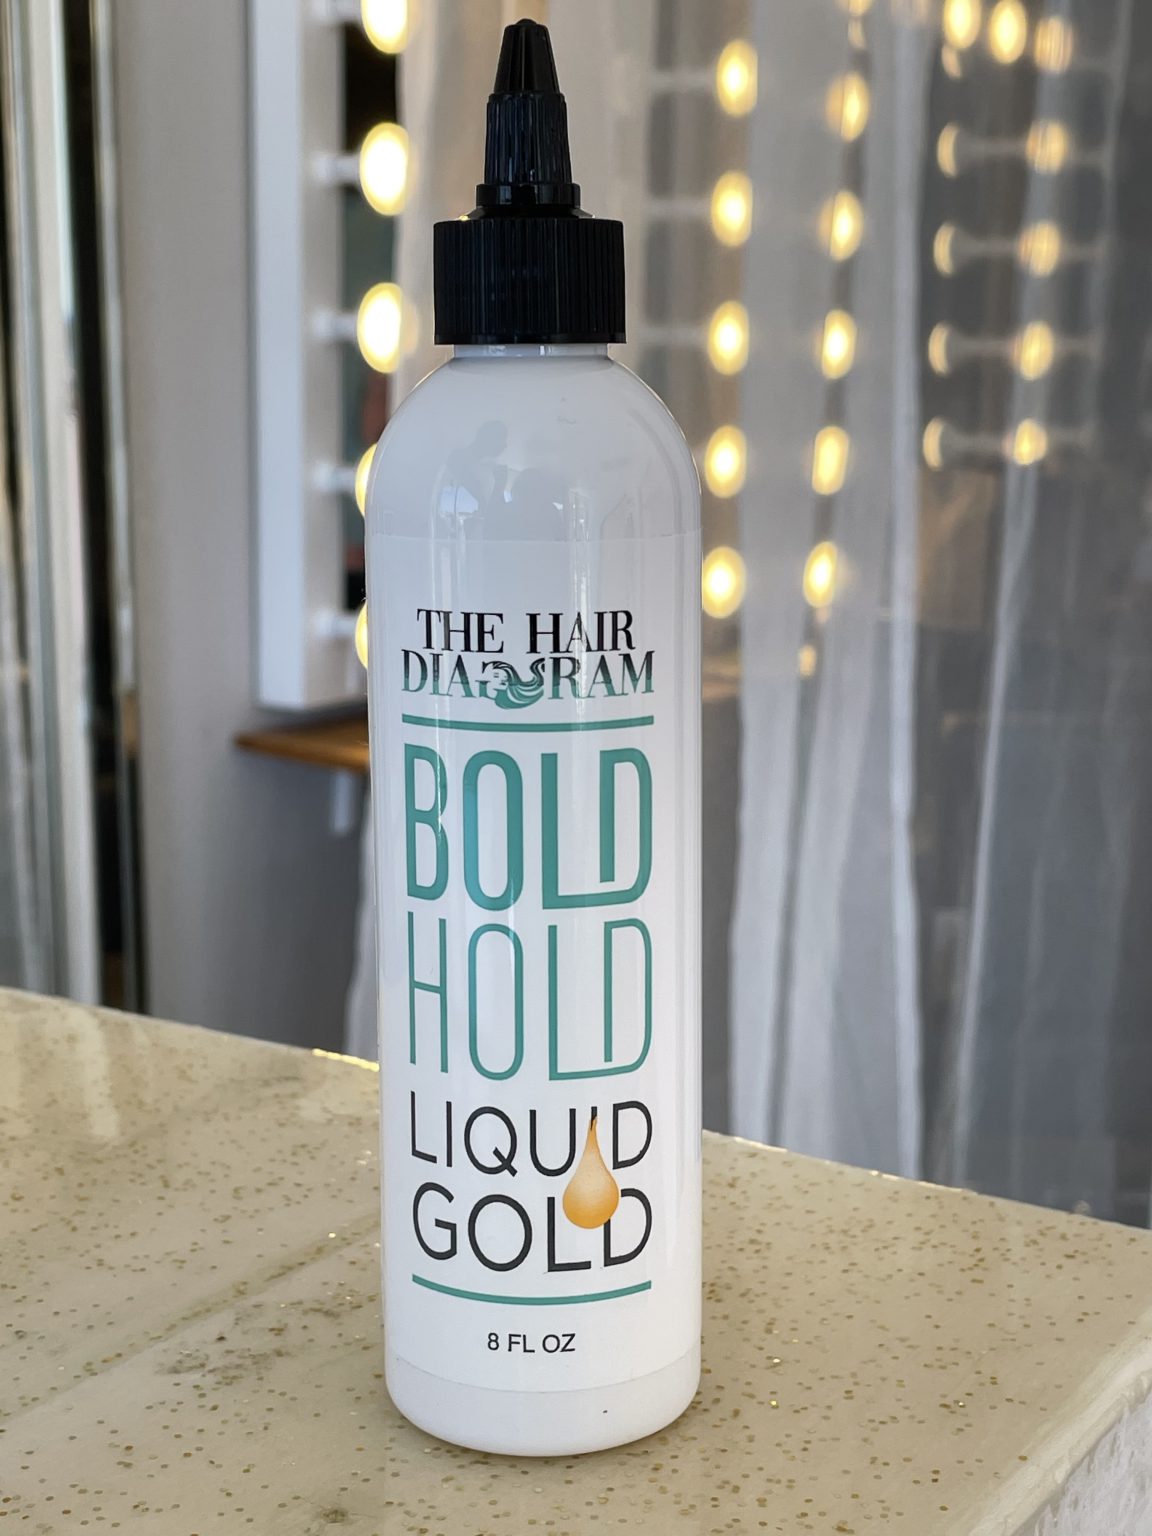 THE HAIR
DIAGRAM
BOLD
HOLD
LIQUID
GOLD
8 FL OZ